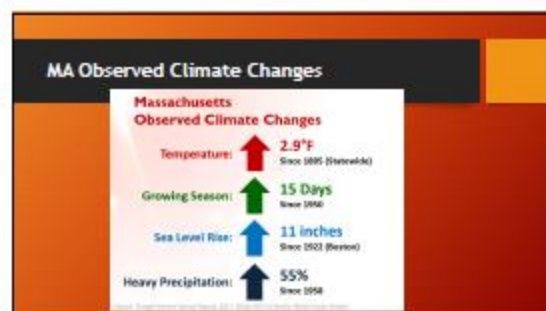 MA Observed Climate Changes
Massachusetts
Observed Climate Changes
Temperature: 2.9°F
Since 1895 (Statewide)
Growing Season: 15 Days
Since 1950
Sea Level Rise: 11 inches
Since 1922 (Boston)
Heavy Precipitation: 55%
Since 1958